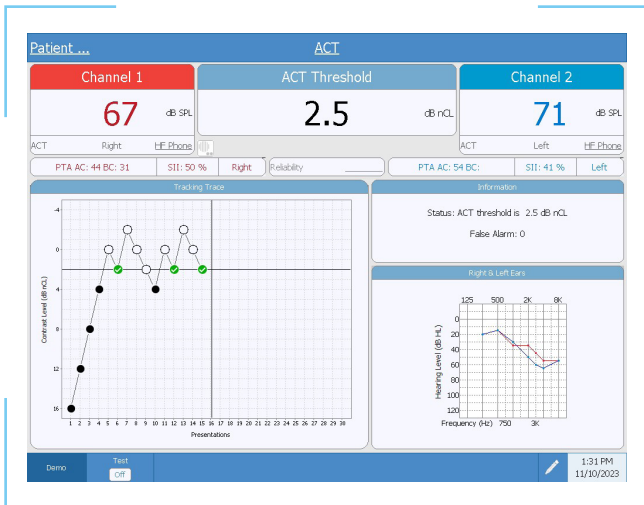 Patient ... ACT
Channel 1 ACT Threshold Channel 2
67 dB SPL 2.5 dB nCL 71 dB SPL
ACT Right HF Phone ACT Left HF Phone
PTA AC: 44 BC: 31 SII: 50 % Right Reliability PTA AC: 54 BC: SII: 41 % Left
Tracking Trace
-4
0
4
8
12
16
Contrast Level (dB nCL)
1 2 3 4 5 6 7 8 9 10 11 12 13 14 15 16 17 18 19 20 21 22 23 24 25 26 27 28 29 30
Presentations
Information
Status: ACT threshold is 2.5 dB nCL
False Alarm: 0
Right & Left Ears
125 500 2K 8K
0
20
40
60
80
100
120
Hearing Level (dB HL)
Frequency (Hz) 750 3K
Demo Test Off 1:31 PM
11/10/2023